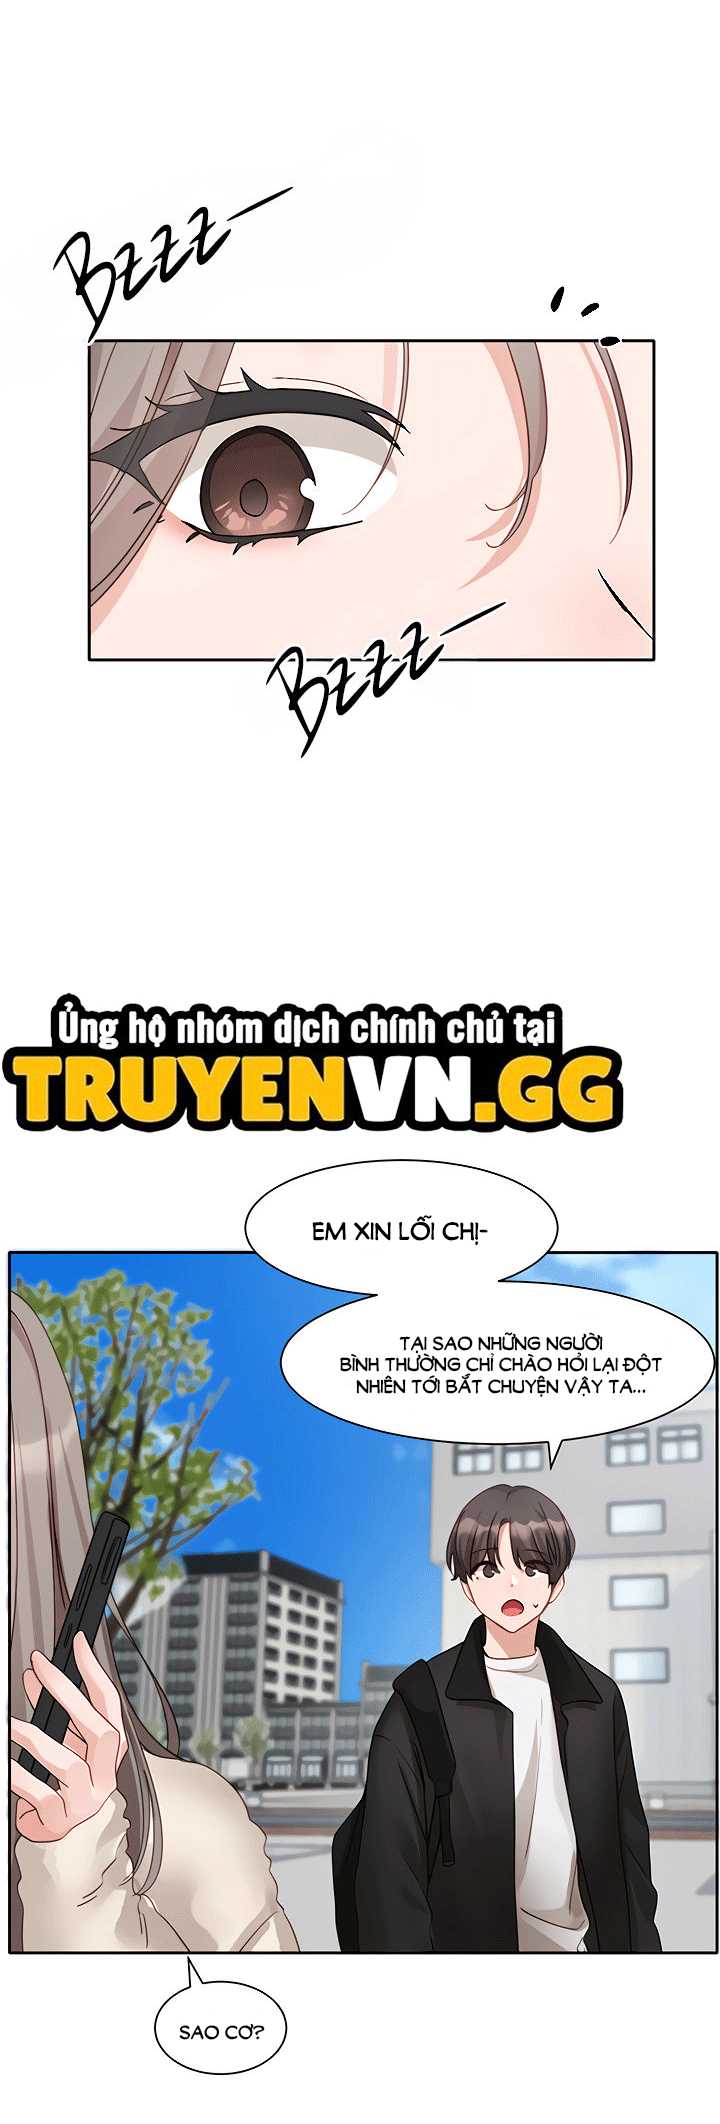 BZZZ—
BZZZ—
Ủng hộ nhóm dịch chính chủ tại
TRUYENVN.GG
EM XIN LỖI CHỊ-
TẠI SAO NHỮNG NGƯỜI
BÌNH THƯỜNG CHỈ CHÀO HỎI LẠI ĐỘT
NHIÊN TỚI BẮT CHUYỆN VẬY TA...
SAO CƠ?